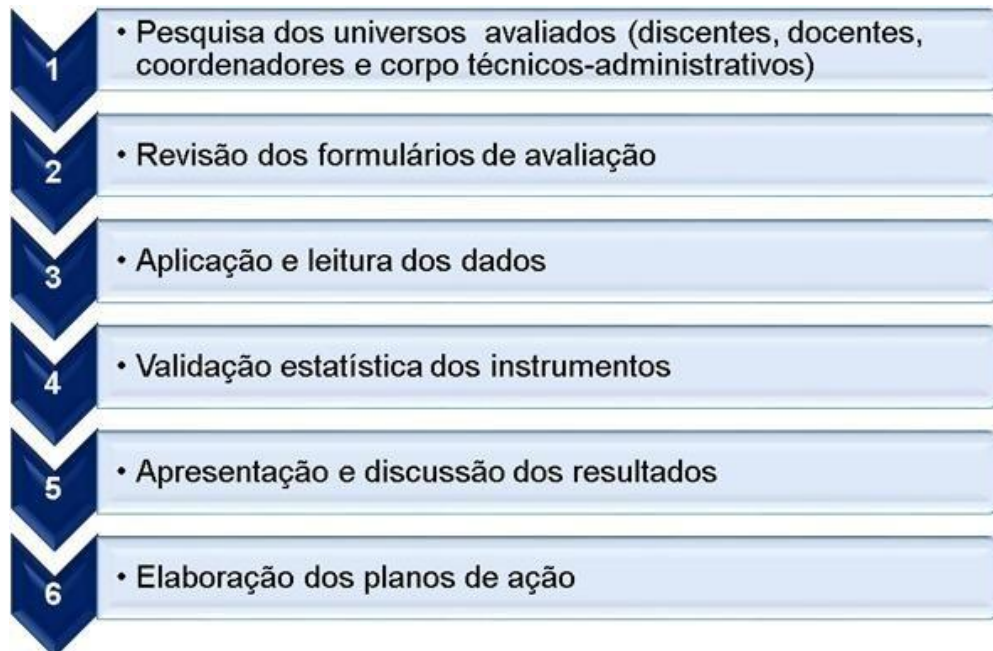 1
• Pesquisa dos universos avaliados (discentes, docentes,
coordenadores e corpo técnicos-administrativos)
2
• Revisão dos formulários de avaliação
3
• Aplicação e leitura dos dados
4
• Validação estatística dos instrumentos
5
• Apresentação e discussão dos resultados
6
• Elaboração dos planos de ação